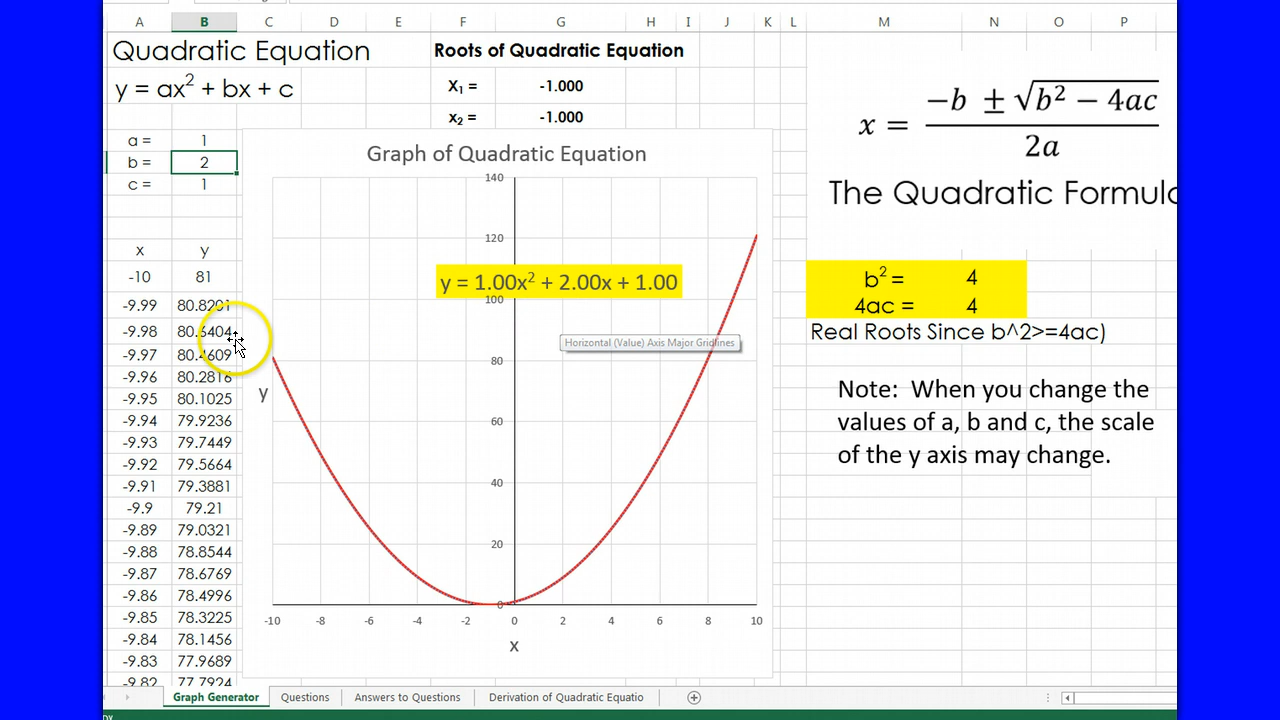 A B C D E F G H I J K L M N O P
Quadratic Equation
y = ax² + bx + c
Roots of Quadratic Equation
X₁ = -1.000
x₂ = -1.000
a = 1
b = 2
c = 1
x y
-10 81
-9.99 80.8201
-9.98 80.6404
-9.97 80.4609
-9.96 80.2816
-9.95 80.1025
-9.94 79.9236
-9.93 79.7449
-9.92 79.5664
-9.91 79.3881
-9.9 79.21
-9.89 79.0321
-9.88 78.8544
-9.87 78.6769
-9.86 78.4996
-9.85 78.3225
-9.84 78.1456
-9.83 77.9689
-9.82 77.7924
Graph of Quadratic Equation
140
120
100
80
60
40
20
0
y = 1.00x² + 2.00x + 1.00
Horizontal (Value) Axis Major Gridlines
y
-10 -8 -6 -4 -2 0 2 4 6 8 10
x
x = −b ± √b² − 4ac
2a
The Quadratic Formula
b² = 4
4ac = 4
Real Roots Since b^2>=4ac)
Note: When you change the
values of a, b and c, the scale
of the y axis may change.
Graph Generator Questions Answers to Questions Derivation of Quadratic Equatio